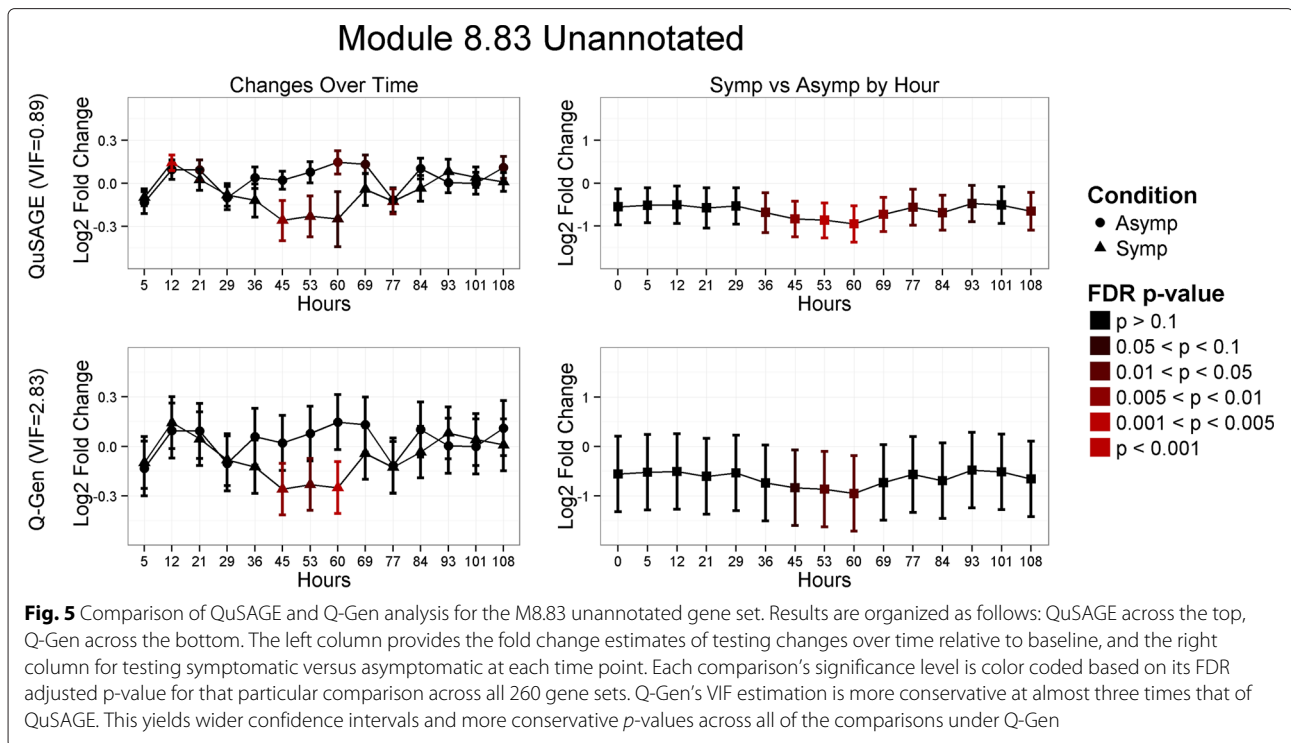 Module 8.83 Unannotated
Changes Over Time
Symp vs Asymp by Hour
QuSAGE (VIF=0.89)
Log2 Fold Change
0.3
0.0
-0.3
5 12 21 29 36 45 53 60 69 77 84 93 101 108
Hours
Log2 Fold Change
1
0
-1
0 5 12 21 29 36 45 53 60 69 77 84 93 101 108
Hours
Q-Gen (VIF=2.83)
Log2 Fold Change
0.3
0.0
-0.3
5 12 21 29 36 45 53 60 69 77 84 93 101 108
Hours
Log2 Fold Change
1
0
-1
0 5 12 21 29 36 45 53 60 69 77 84 93 101 108
Hours
Condition
Asymp
Symp
FDR p-value
p > 0.1
0.05 < p < 0.1
0.01 < p < 0.05
0.005 < p < 0.01
0.001 < p < 0.005
p < 0.001
Fig. 5 Comparison of QuSAGE and Q-Gen analysis for the M8.83 unannotated gene set. Results are organized as follows: QuSAGE across the top,
Q-Gen across the bottom. The left column provides the fold change estimates of testing changes over time relative to baseline, and the right
column for testing symptomatic versus asymptomatic at each time point. Each comparison's significance level is color coded based on its FDR
adjusted p-value for that particular comparison across all 260 gene sets. Q-Gen's VIF estimation is more conservative at almost three times that of
QuSAGE. This yields wider confidence intervals and more conservative p-values across all of the comparisons under Q-Gen